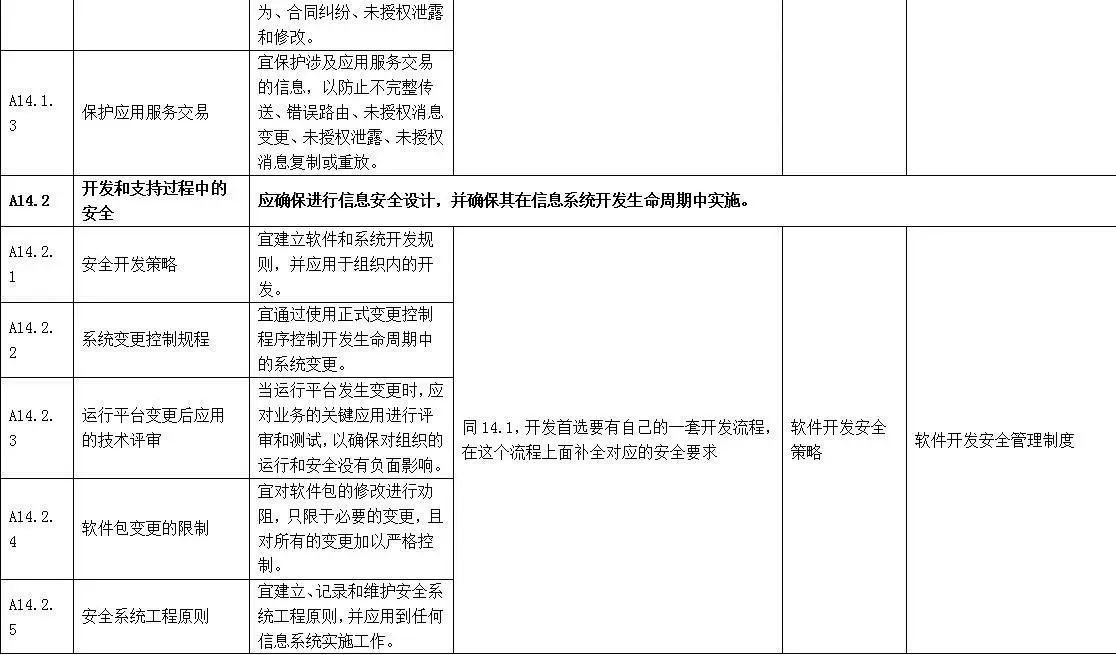 为、合同纠纷、未授权泄露
和修改。
A14.1.
3
保护应用服务交易
宜保护涉及应用服务交易
的信息，以防止不完整传
送、错误路由、未授权消息
变更、未授权泄露、未授权
消息复制或重放。
A14.2
开发和支持过程中的
安全
应确保进行信息安全设计，并确保其在信息系统开发生命周期中实施。
A14.2.
1
安全开发策略
宜建立软件和系统开发规
则，并应用于组织内的开
发。
A14.2.
2
系统变更控制规程
宜通过使用正式变更控制
程序控制开发生命周期中
的系统变更。
A14.2.
3
运行平台变更后应用
的技术评审
当运行平台发生变更时，应
对业务的关键应用进行评
审和测试，以确保对组织的
运行和安全没有负面影响。
A14.2.
4
软件包变更的限制
宜对软件包的修改进行劝
阻，只限于必要的变更，且
对所有的变更加以严格控
制。
A14.2.
5
安全系统工程原则
宜建立、记录和维护安全系
统工程原则，并应用到任何
信息系统实施工作。
同14.1，开发首选要有自己的一套开发流程，
在这个流程上面补全对应的安全要求
软件开发安全
策略
软件开发安全管理制度